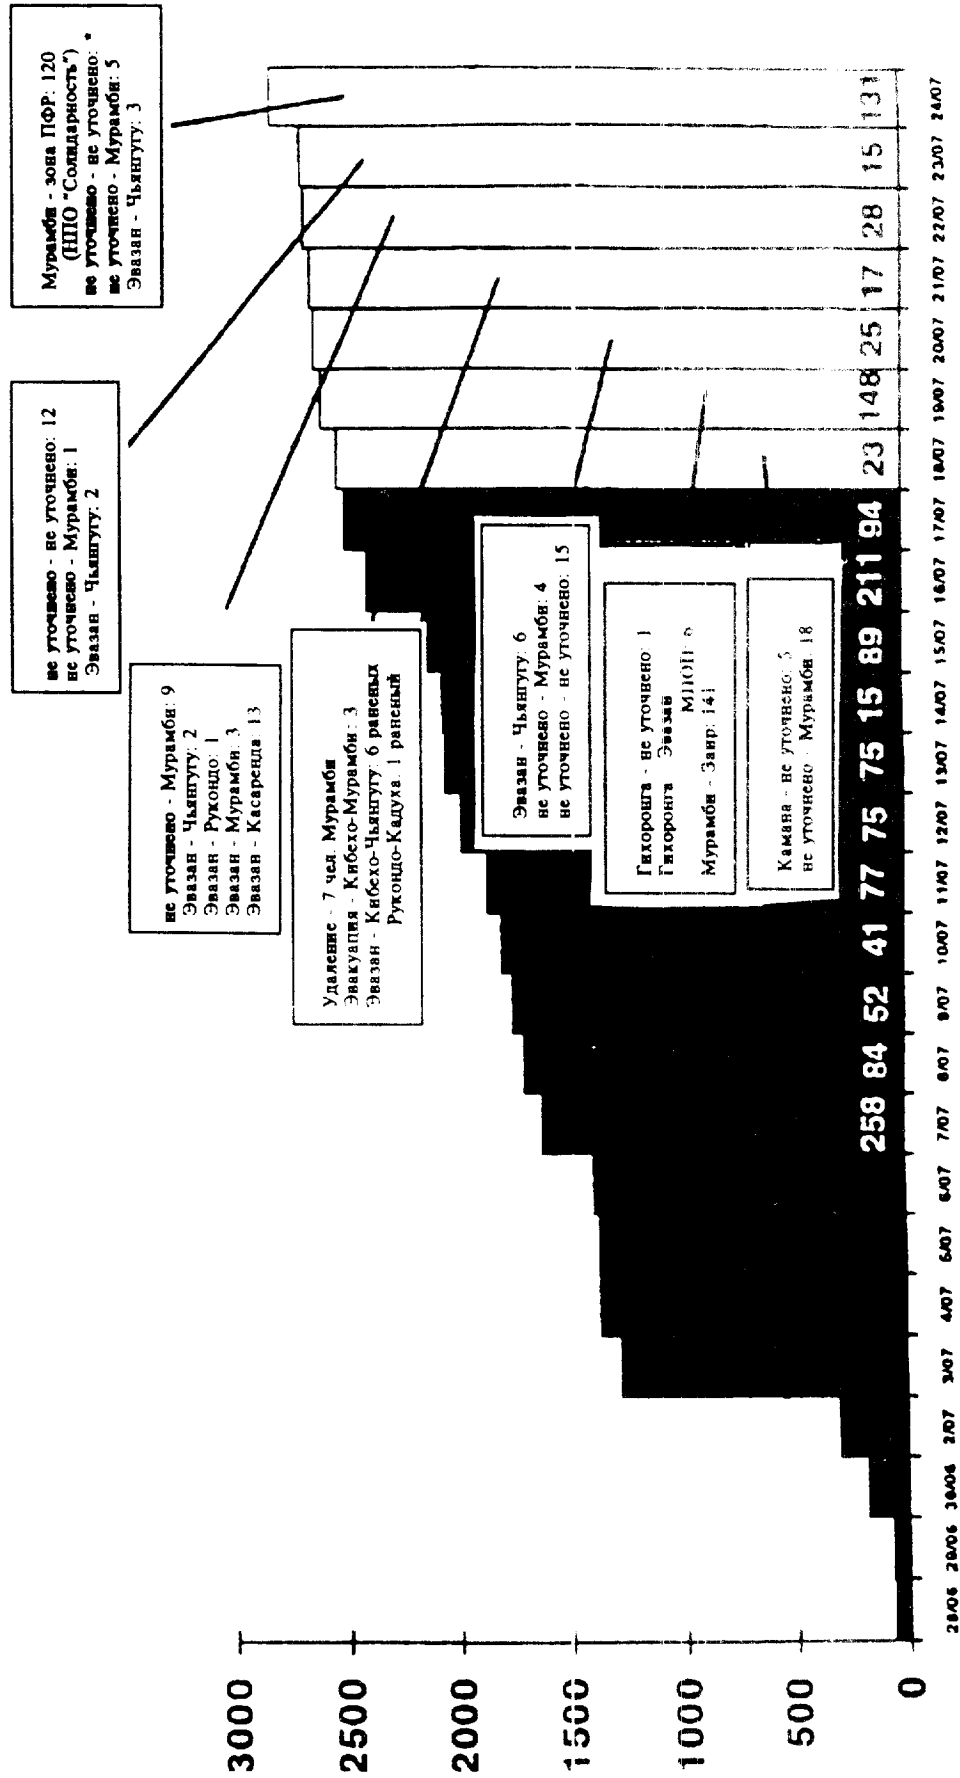 Мурамби - зона ПФР: 120
(НПО "Солидарность")
не уточнено - не уточнено: *
не уточнено - Мурамби: 5
Эвазан - Чьянгугу: 3
не уточнено - не уточнено: 12
не уточнено - Мурамби: 1
Эвазан - Чьянгугу: 2
не уточнено - Мурамби: 9
Эвазан - Чьянгугу: 2
Эвазан - Рукондо: 1
Эвазан - Мурамби: 3
Эвазан - Касаренда: 13
Удаление - 7 чел. Мурамби
Эвакуация - Кибехо-Мурамби: 3
Эвазан - Кибехо-Чьянгугу: 6 раненых
Рукондо-Кадуха. 1 раненый
Эвазан - Чьянгугу: 6
не уточнено - Мурамби: 4
не уточнено - не уточнено: 15
Гихоронга - не уточнено: 1
Гихоронга Эвазан
МПОП: 6
Мурамби - Заир: 141
Камана - не уточнено: 5
не уточнено - Мурамби: 18
3000
2500
2000
1500
1000
500
0
258 84 52 41 77 75 75 15 89 211 94 23 148 25 17 28 15 131
28/06 29/06 30/06 2/07 3/07 4/07 5/07 6/07 7/07 8/07 9/07 10/07 11/07 12/07 13/07 14/07 15/07 16/07 17/07 18/07 19/07 20/07 21/07 22/07 23/07 24/07